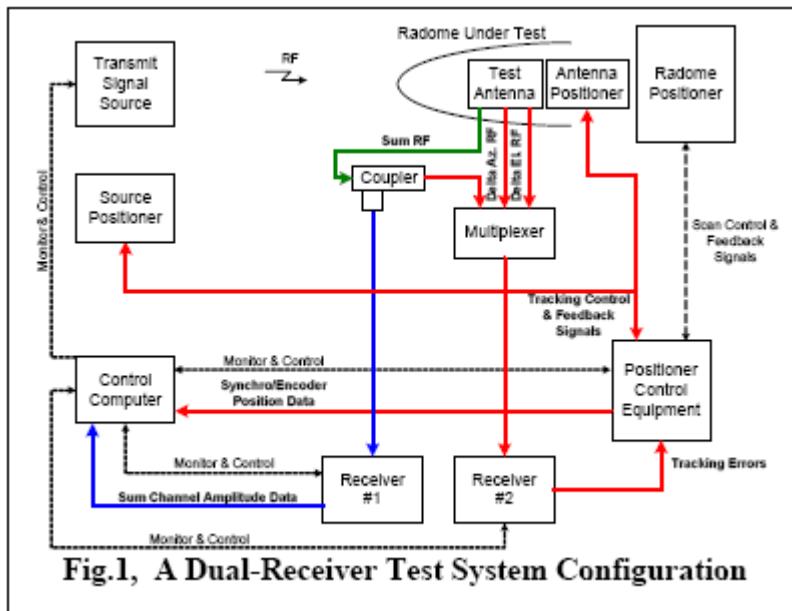 Radome Under Test
Transmit
Signal
Source
RF
Test
Antenna
Antenna
Positioner
Radome
Positioner
Sum RF
Coupler
Delta Az. RF
Delta El. RF
Monitor & Control
Source
Positioner
Multiplexer
Scan Control &
Feedback
Signals
Tracking Control
& Feedback
Signals
Control
Computer
Monitor & Control
Synchro/Encoder
Position Data
Positioner
Control
Equipment
Monitor & Control
Receiver
#1
Receiver
#2
Tracking Errors
Sum Channel Amplitude Data
Monitor & Control
Fig.1, A Dual-Receiver Test System Configuration